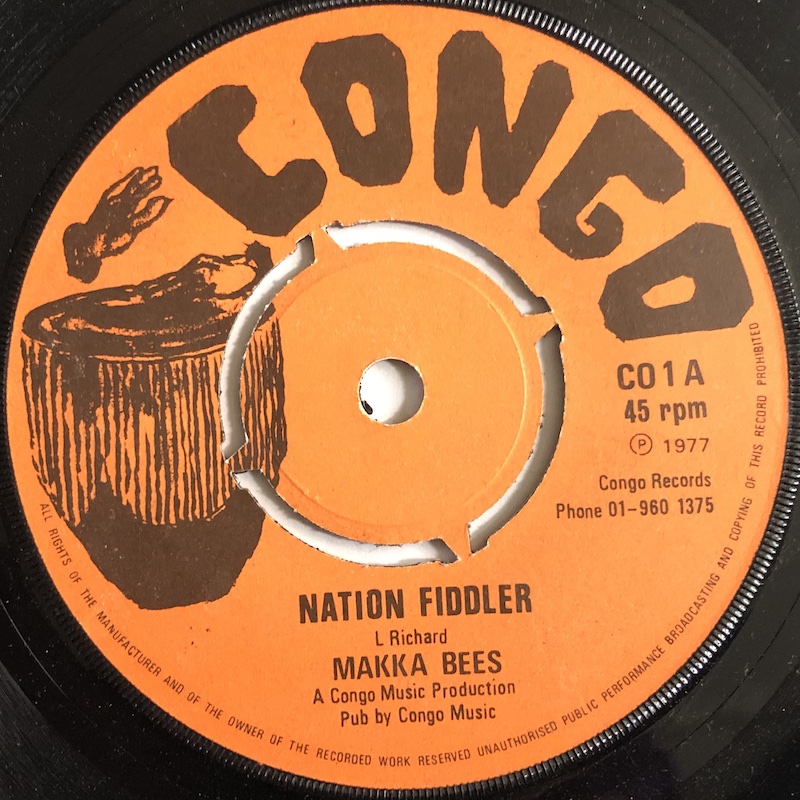 CONGO
CO1A
45 rpm
Ⓟ 1977
Congo Records
Phone 01-960 1375
NATION FIDDLER
L Richard
MAKKA BEES
A Congo Music Production
Pub by Congo Music
ALL RIGHTS OF THE MANUFACTURER AND OF THE OWNER OF THE RECORDED WORK RESERVED UNAUTHORISED PUBLIC PERFORMANCE BROADCASTING AND COPYING OF THIS RECORD PROHIBITED